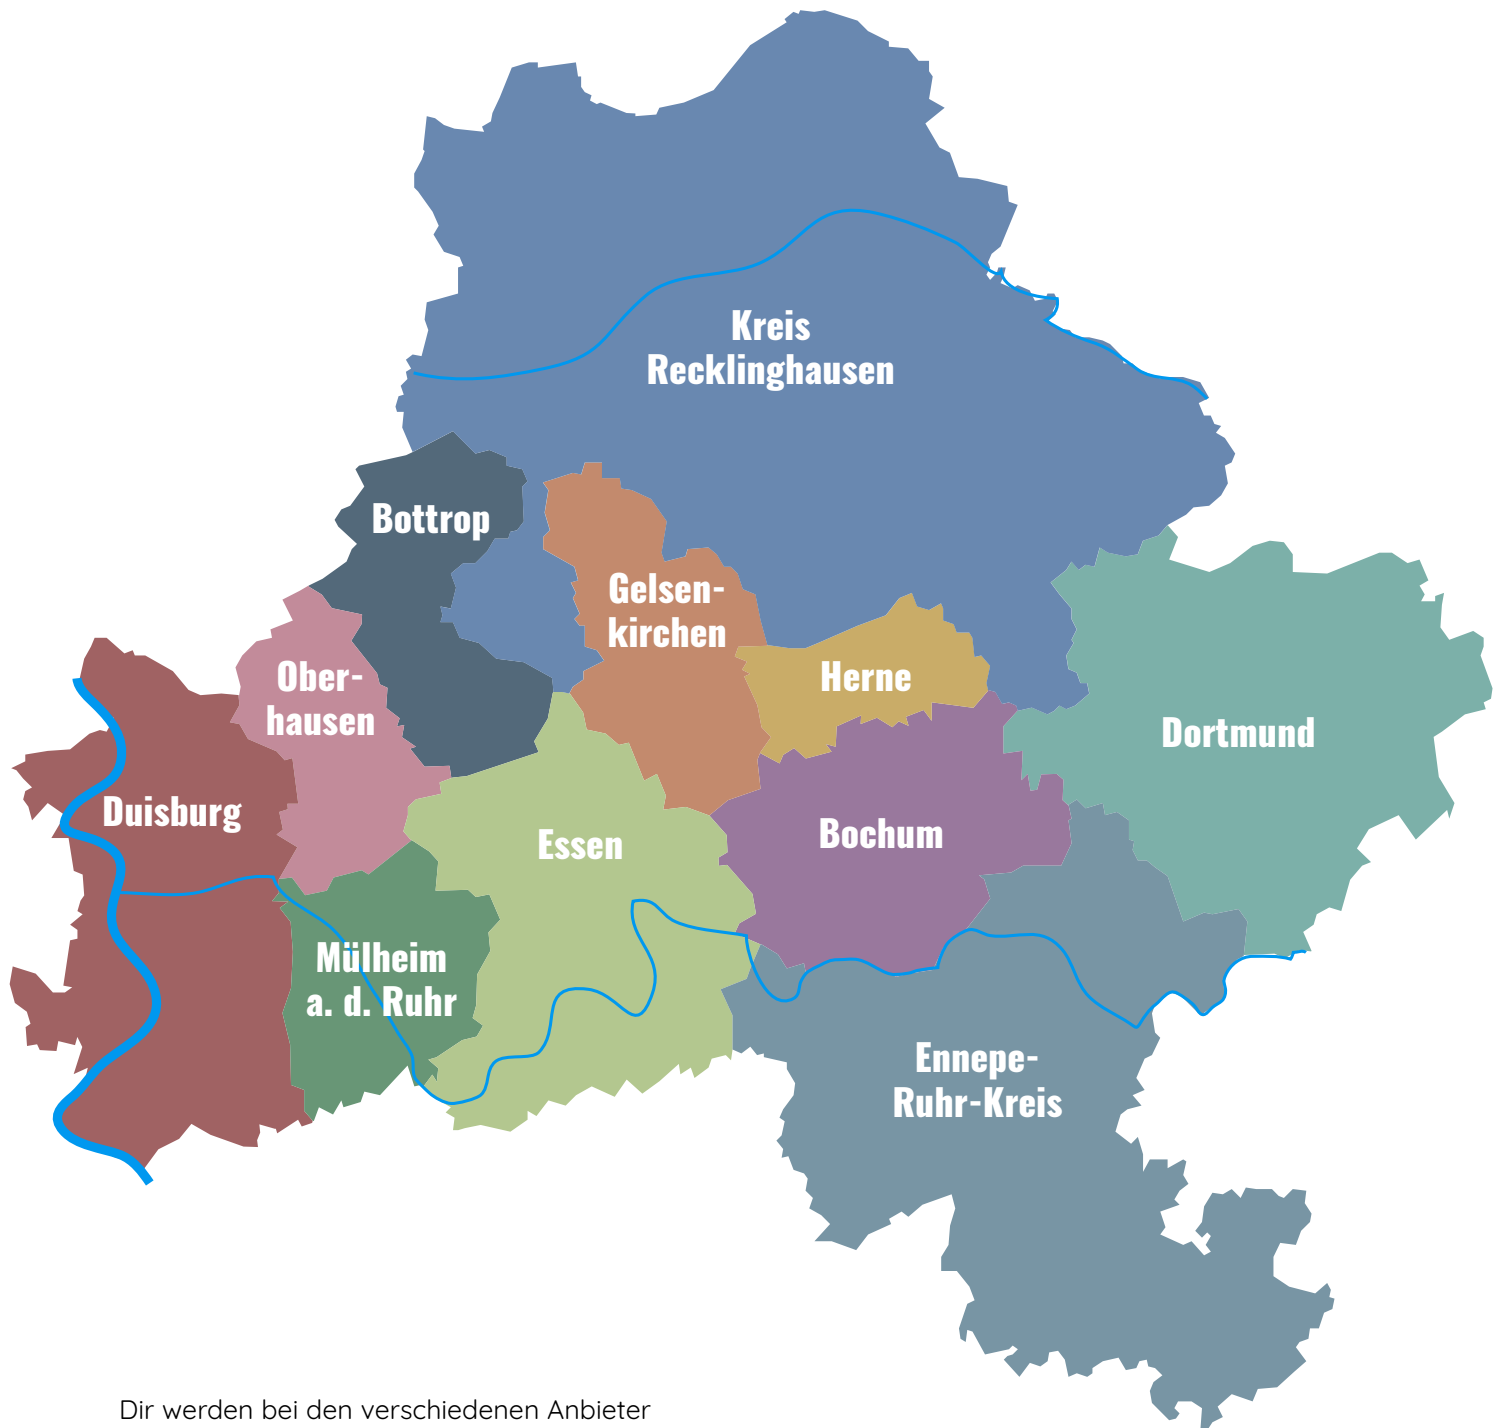 Kreis
Recklinghausen
Bottrop
Gelsen-
kirchen
Ober-
hausen
Herne
Dortmund
Duisburg
Essen
Bochum
Mülheim
a. d. Ruhr
Ennepe-
Ruhr-Kreis
Dir werden bei den verschiedenen Anbieter